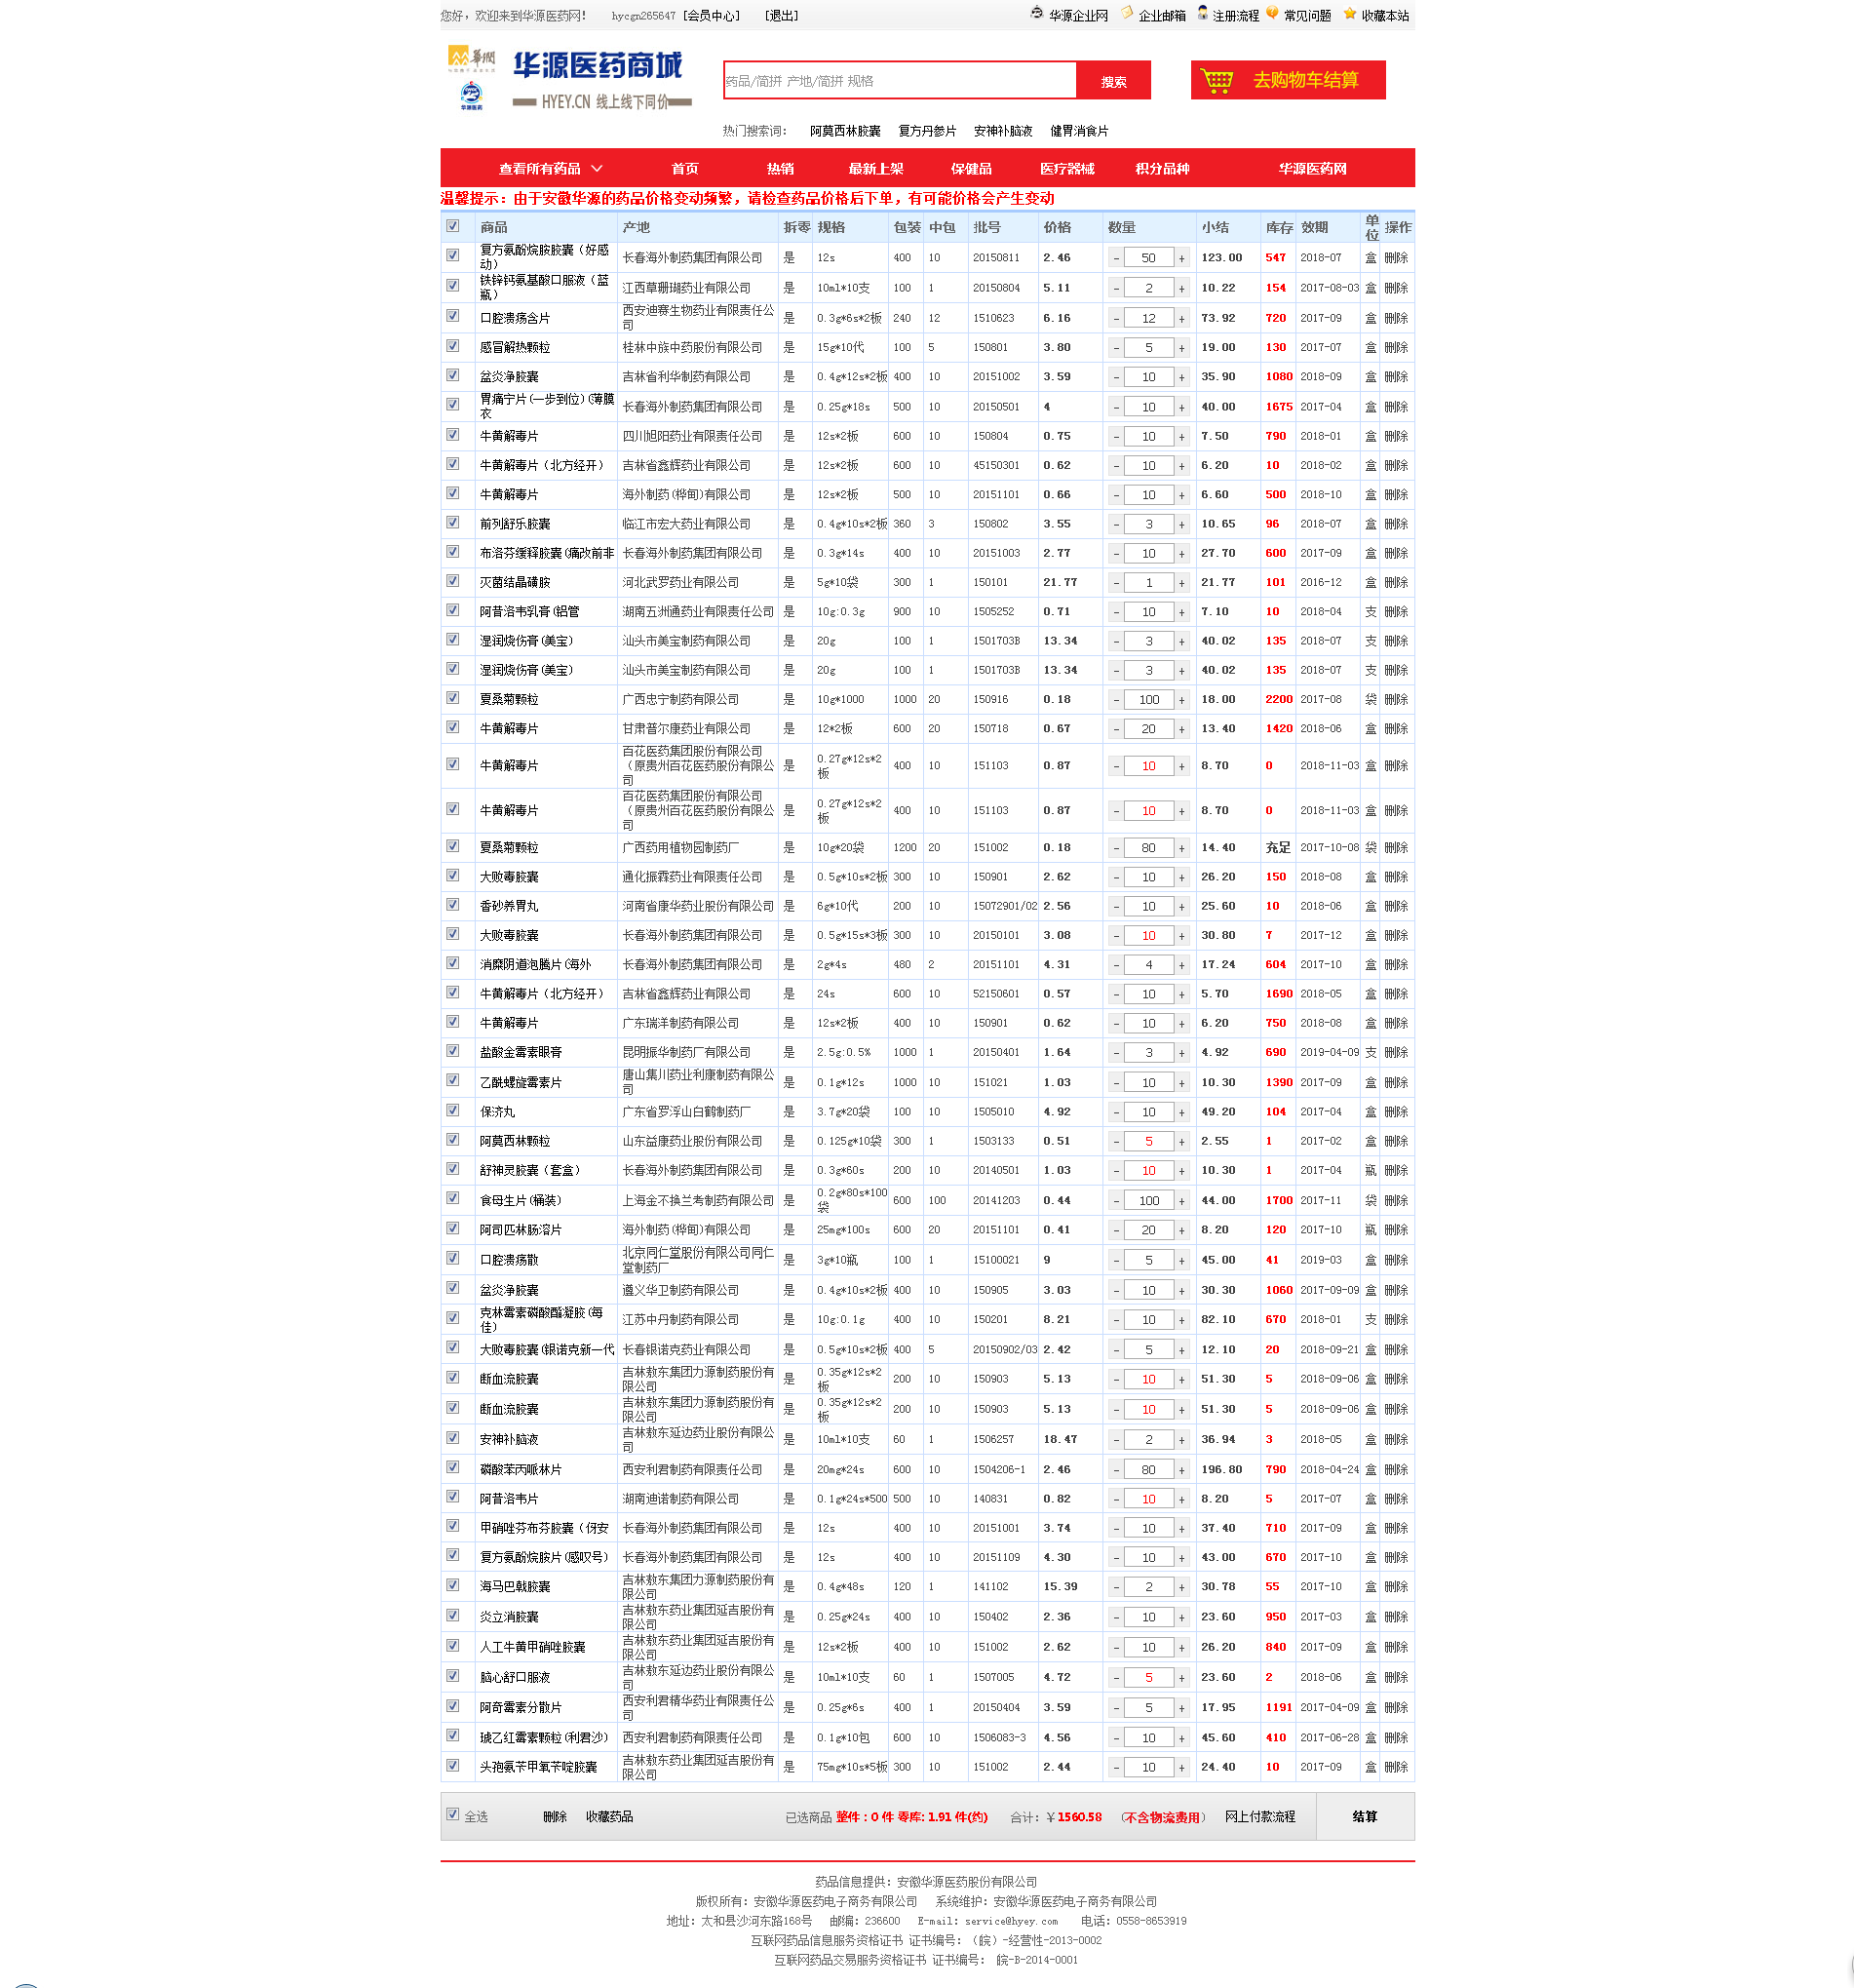 您好，欢迎来到华源医药网！ hycgn265647 [会员中心] [退出] 华源企业网 企业邮箱 注册流程 常见问题 收藏本站
华润 华源医药商城
HYEY.CN 线上线下同价
华源医药
药品/简拼 产地/简拼 规格 搜索 去购物车结算
热门搜索词： 阿莫西林胶囊 复方丹参片 安神补脑液 健胃消食片
查看所有药品 首页 热销 最新上架 保健品 医疗器械 积分品种 华源医药网
温馨提示：由于安徽华源的药品价格变动频繁，请检查药品价格后下单，有可能价格会产生变动
商品 产地 拆零 规格 包装 中包 批号 价格 数量 小结 库存 效期 单位 操作
复方氨酚烷胺胶囊（好感动） 长春海外制药集团有限公司 是 12s 400 10 20150811 2.46 - 50 + 123.00 547 2018-07 盒 删除
铁锌钙氨基酸口服液（蓝瓶） 江西草珊瑚药业有限公司 是 10ml*10支 100 1 20150804 5.11 - 2 + 10.22 154 2017-08-03 盒 删除
口腔溃疡含片 西安迪赛生物药业有限责任公司 是 0.3g*6s*2板 240 12 1510623 6.16 - 12 + 73.92 720 2017-09 盒 删除
感冒解热颗粒 桂林中族中药股份有限公司 是 15g*10代 100 5 150801 3.80 - 5 + 19.00 130 2017-07 盒 删除
盆炎净胶囊 吉林省利华制药有限公司 是 0.4g*12s*2板 400 10 20151002 3.59 - 10 + 35.90 1080 2018-09 盒 删除
胃痛宁片(一步到位)(薄膜衣 长春海外制药集团有限公司 是 0.25g*18s 500 10 20150501 4 - 10 + 40.00 1675 2017-04 盒 删除
牛黄解毒片 四川旭阳药业有限责任公司 是 12s*2板 600 10 150804 0.75 - 10 + 7.50 790 2018-01 盒 删除
牛黄解毒片（北方经开） 吉林省鑫辉药业有限公司 是 12s*2板 600 10 45150301 0.62 - 10 + 6.20 10 2018-02 盒 删除
牛黄解毒片 海外制药(桦甸)有限公司 是 12s*2板 500 10 20151101 0.66 - 10 + 6.60 500 2018-10 盒 删除
前列舒乐胶囊 临江市宏大药业有限公司 是 0.4g*10s*2板 360 3 150802 3.55 - 3 + 10.65 96 2018-07 盒 删除
布洛芬缓释胶囊(痛改前非 长春海外制药集团有限公司 是 0.3g*14s 400 10 20151003 2.77 - 10 + 27.70 600 2017-09 盒 删除
灭菌结晶磺胺 河北武罗药业有限公司 是 5g*10袋 300 1 150101 21.77 - 1 + 21.77 101 2016-12 盒 删除
阿昔洛韦乳膏(铝管 湖南五洲通药业有限责任公司 是 10g:0.3g 900 10 1505252 0.71 - 10 + 7.10 10 2018-04 支 删除
湿润烧伤膏(美宝) 汕头市美宝制药有限公司 是 20g 100 1 1501703B 13.34 - 3 + 40.02 135 2018-07 支 删除
湿润烧伤膏(美宝) 汕头市美宝制药有限公司 是 20g 100 1 1501703B 13.34 - 3 + 40.02 135 2018-07 支 删除
夏桑菊颗粒 广西忠宁制药有限公司 是 10g*1000 1000 20 150916 0.18 - 100 + 18.00 2200 2017-08 袋 删除
牛黄解毒片 甘肃普尔康药业有限公司 是 12*2板 600 20 150718 0.67 - 20 + 13.40 1420 2018-06 盒 删除
牛黄解毒片 百花医药集团股份有限公司（原贵州百花医药股份有限公司 是 0.27g*12s*2板 400 10 151103 0.87 - 10 + 8.70 0 2018-11-03 盒 删除
牛黄解毒片 百花医药集团股份有限公司（原贵州百花医药股份有限公司 是 0.27g*12s*2板 400 10 151103 0.87 - 10 + 8.70 0 2018-11-03 盒 删除
夏桑菊颗粒 广西药用植物园制药厂 是 10g*20袋 1200 20 151002 0.18 - 80 + 14.40 充足 2017-10-08 袋 删除
大败毒胶囊 通化振霖药业有限责任公司 是 0.5g*10s*2板 300 10 150901 2.62 - 10 + 26.20 150 2018-08 盒 删除
香砂养胃丸 河南省康华药业股份有限公司 是 6g*10代 200 10 15072901/02 2.56 - 10 + 25.60 10 2018-06 盒 删除
大败毒胶囊 长春海外制药集团有限公司 是 0.5g*15s*3板 300 10 20150101 3.08 - 10 + 30.80 7 2017-12 盒 删除
消糜阴道泡腾片(海外 长春海外制药集团有限公司 是 2g*4s 480 2 20151101 4.31 - 4 + 17.24 604 2017-10 盒 删除
牛黄解毒片（北方经开） 吉林省鑫辉药业有限公司 是 24s 600 10 52150601 0.57 - 10 + 5.70 1690 2018-05 盒 删除
牛黄解毒片 广东瑞洋制药有限公司 是 12s*2板 400 10 150901 0.62 - 10 + 6.20 750 2018-08 盒 删除
盐酸金霉素眼膏 昆明振华制药厂有限公司 是 2.5g:0.5% 1000 1 20150401 1.64 - 3 + 4.92 690 2019-04-09 支 删除
乙酰螺旋霉素片 唐山集川药业利康制药有限公司 是 0.1g*12s 1000 10 151021 1.03 - 10 + 10.30 1390 2017-09 盒 删除
保济丸 广东省罗浮山白鹤制药厂 是 3.7g*20袋 100 10 1505010 4.92 - 10 + 49.20 104 2017-04 盒 删除
阿莫西林颗粒 山东益康药业股份有限公司 是 0.125g*10袋 300 1 1503133 0.51 - 5 + 2.55 1 2017-02 盒 删除
舒神灵胶囊（套盒） 长春海外制药集团有限公司 是 0.3g*60s 200 10 20140501 1.03 - 10 + 10.30 1 2017-04 瓶 删除
食母生片(桶装) 上海金不换兰考制药有限公司 是 0.2g*80s*100袋 600 100 20141203 0.44 - 100 + 44.00 1700 2017-11 袋 删除
阿司匹林肠溶片 海外制药(桦甸)有限公司 是 25mg*100s 600 20 20151101 0.41 - 20 + 8.20 120 2017-10 瓶 删除
口腔溃疡散 北京同仁堂股份有限公司同仁堂制药厂 是 3g*10瓶 100 1 15100021 9 - 5 + 45.00 41 2019-03 盒 删除
盆炎净胶囊 遵义华卫制药有限公司 是 0.4g*10s*2板 400 10 150905 3.03 - 10 + 30.30 1060 2017-09-09 盒 删除
克林霉素磷酸酯凝胶(每佳) 江苏中丹制药有限公司 是 10g:0.1g 400 10 150201 8.21 - 10 + 82.10 670 2018-01 支 删除
大败毒胶囊(银诺克新一代 长春银诺克药业有限公司 是 0.5g*10s*2板 400 5 20150902/03 2.42 - 5 + 12.10 20 2018-09-21 盒 删除
断血流胶囊 吉林敖东集团力源制药股份有限公司 是 0.35g*12s*2板 200 10 150903 5.13 - 10 + 51.30 5 2018-09-06 盒 删除
断血流胶囊 吉林敖东集团力源制药股份有限公司 是 0.35g*12s*2板 200 10 150903 5.13 - 10 + 51.30 5 2018-09-06 盒 删除
安神补脑液 吉林敖东延边药业股份有限公司 是 10ml*10支 60 1 1506257 18.47 - 2 + 36.94 3 2018-05 盒 删除
磷酸苯丙哌林片 西安利君制药有限责任公司 是 20mg*24s 600 10 1504206-1 2.46 - 80 + 196.80 790 2018-04-24 盒 删除
阿昔洛韦片 湖南迪诺制药有限公司 是 0.1g*24s*500 500 10 140831 0.82 - 10 + 8.20 5 2017-07 盒 删除
甲硝唑芬布芬胶囊（伢安 长春海外制药集团有限公司 是 12s 400 10 20151001 3.74 - 10 + 37.40 710 2017-09 盒 删除
复方氨酚烷胺片(感叹号) 长春海外制药集团有限公司 是 12s 400 10 20151109 4.30 - 10 + 43.00 670 2017-10 盒 删除
海马巴戟胶囊 吉林敖东集团力源制药股份有限公司 是 0.4g*48s 120 1 141102 15.39 - 2 + 30.78 55 2017-10 盒 删除
炎立消胶囊 吉林敖东药业集团延吉股份有限公司 是 0.25g*24s 400 10 150402 2.36 - 10 + 23.60 950 2017-03 盒 删除
人工牛黄甲硝唑胶囊 吉林敖东药业集团延吉股份有限公司 是 12s*2板 400 10 151002 2.62 - 10 + 26.20 840 2017-09 盒 删除
脑心舒口服液 吉林敖东延边药业股份有限公司 是 10ml*10支 60 1 1507005 4.72 - 5 + 23.60 2 2018-06 盒 删除
阿奇霉素分散片 西安利君精华药业有限责任公司 是 0.25g*6s 400 1 20150404 3.59 - 5 + 17.95 1191 2017-04-09 盒 删除
琥乙红霉素颗粒(利君沙) 西安利君制药有限责任公司 是 0.1g*10包 600 10 1506083-3 4.56 - 10 + 45.60 410 2017-06-28 盒 删除
头孢氨苄甲氧苄啶胶囊 吉林敖东药业集团延吉股份有限公司 是 75mg*10s*5板 300 10 151002 2.44 - 10 + 24.40 10 2017-09 盒 删除
全选 删除 收藏药品 已选商品 整件：0 件 零库: 1.91 件(约) 合计：￥1560.58 （不含物流费用） 网上付款流程 结算
药品信息提供：安徽华源医药股份有限公司
版权所有：安徽华源医药电子商务有限公司 系统维护：安徽华源医药电子商务有限公司
地址：太和县沙河东路168号 邮编：236600 E-mail：service@hyey.com 电话：0558-8653919
互联网药品信息服务资格证书 证书编号：（皖）-经营性-2013-0002
互联网药品交易服务资格证书 证书编号： 皖-B-2014-0001